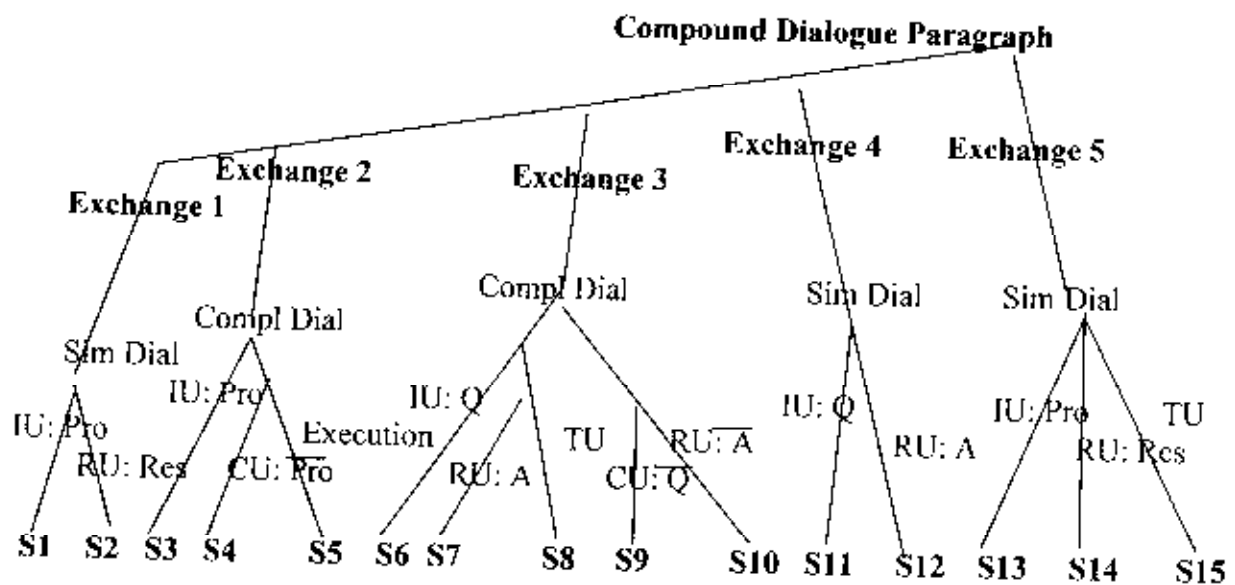 Compound Dialogue Paragraph
Exchange 1
Exchange 2
Exchange 3
Exchange 4
Exchange 5
Sim Dial
Compl Dial
Compl Dial
Sim Dial
Sim Dial
IU: Pro
RU: Res
IU: Pro
CU: P̅r̅o̅
Execution
IU: Q
RU: A
TU
CU: Q̅
RU: A̅
IU: Q
RU: A
IU: Pro
RU: Res
TU
S1 S2 S3 S4 S5 S6 S7 S8 S9 S10 S11 S12 S13 S14 S15